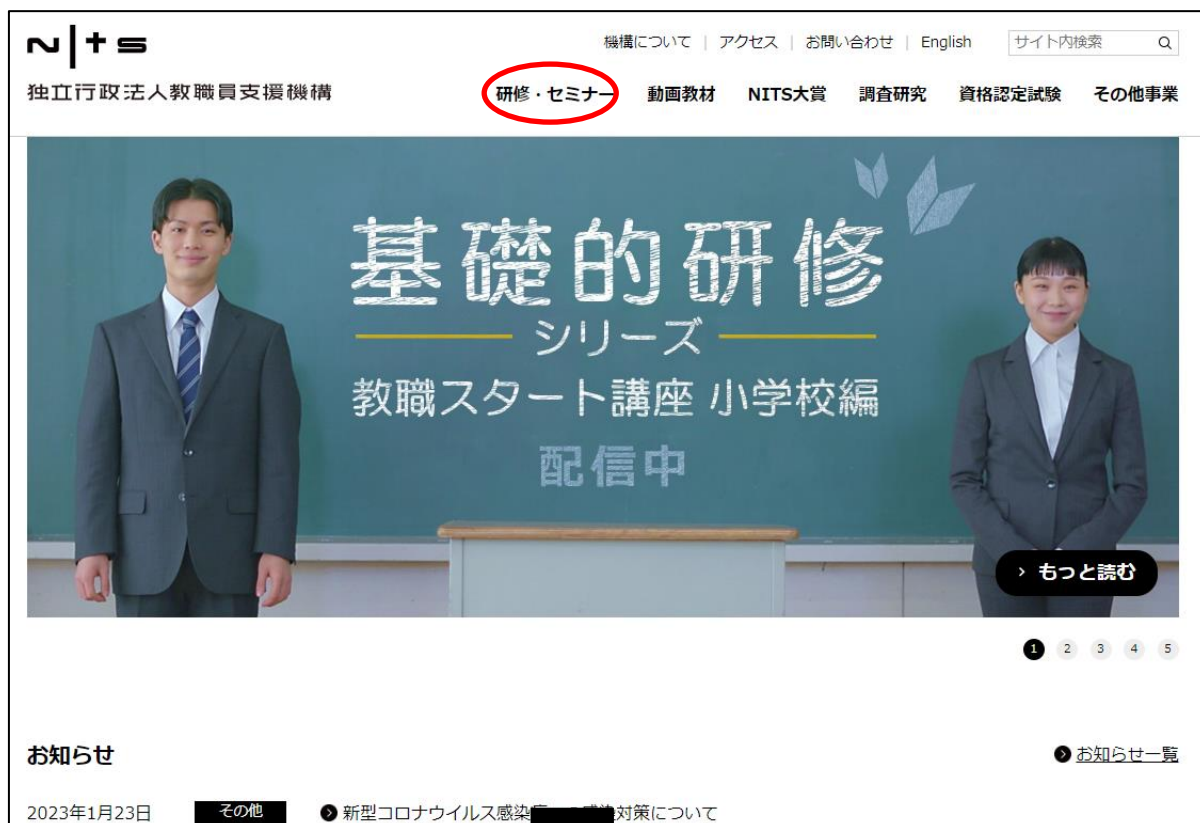 NITS
機構について | アクセス | お問い合わせ | English サイト内検索
独立行政法人教職員支援機構
研修・セミナー 動画教材 NITS大賞 調査研究 資格認定試験 その他事業
基礎的研修
シリーズ
教職スタート講座 小学校編
配信中
› もっと読む
1 2 3 4 5
お知らせ
お知らせ一覧
2023年1月23日 その他 新型コロナウイルス感染 対策について